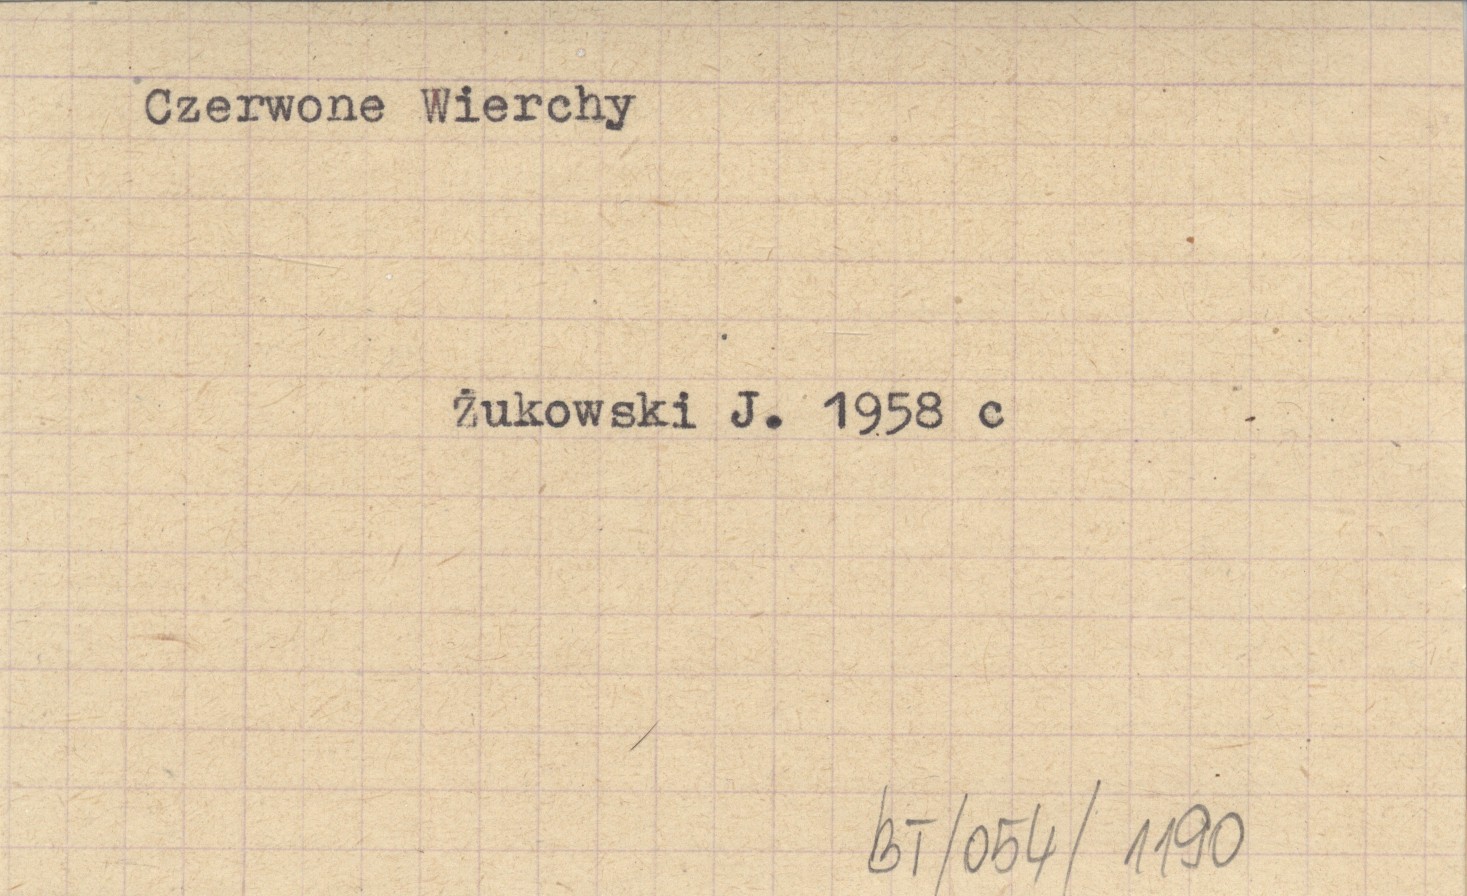 Czerwone Wierchy
Żukowski J. 1958 c
BT/054/1190